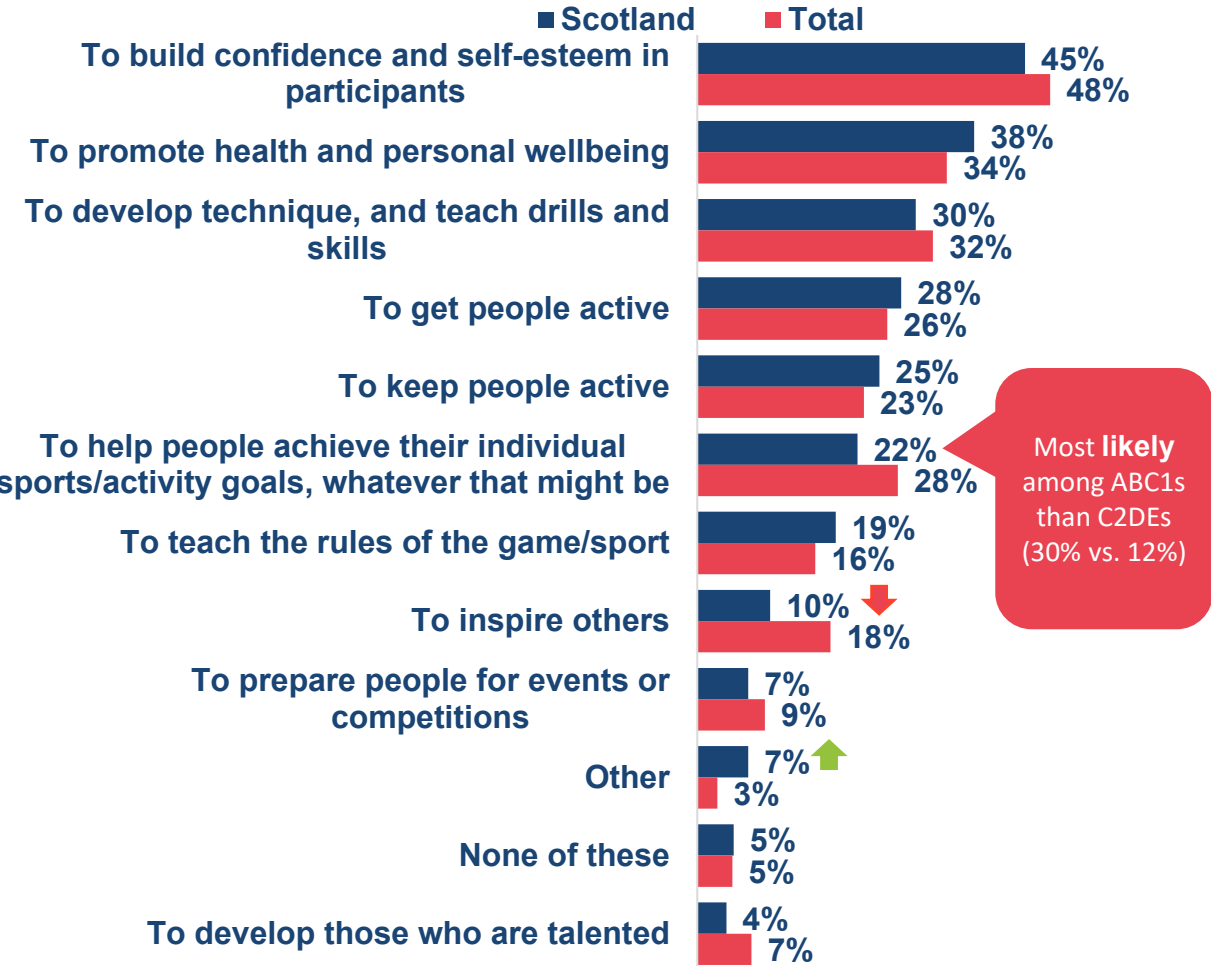 Scotland Total
To build confidence and self-esteem in
participants
45%
48%
To promote health and personal wellbeing
38%
34%
To develop technique, and teach drills and
skills
30%
32%
To get people active
28%
26%
To keep people active
25%
23%
To help people achieve their individual
sports/activity goals, whatever that might be
22%
28%
Most likely
among ABC1s
than C2DEs
(30% vs. 12%)
To teach the rules of the game/sport
19%
16%
To inspire others
10%
18%
To prepare people for events or
competitions
7%
9%
Other
7%
3%
None of these
5%
5%
To develop those who are talented
4%
7%